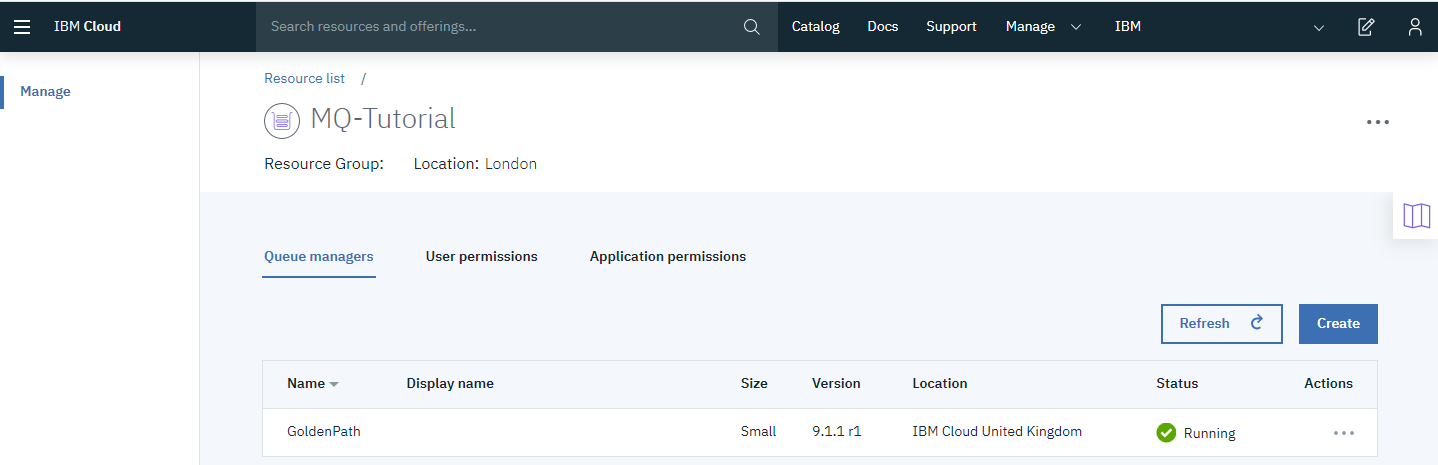 IBM Cloud Search resources and offerings... Catalog Docs Support Manage IBM
Manage
Resource list /
MQ-Tutorial
Resource Group: Location: London
Queue managers User permissions Application permissions
Refresh Create
Name Display name Size Version Location Status Actions
GoldenPath Small 9.1.1 r1 IBM Cloud United Kingdom Running